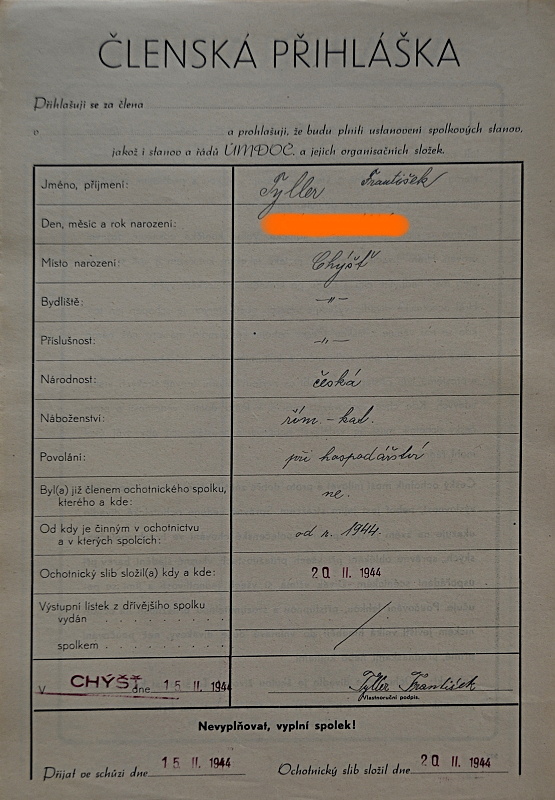 ČLENSKÁ PŘIHLÁŠKA
Přihlašuji se za člena
o a prohlašuji, že budu plniti ustanovení spolkových stanov,
jakož i stanov a řádů ÚMDOC. a jejich organisačních složek.
Jméno, příjmení: Tyller František
Den, měsíc a rok narození:
Místo narození: Chýšť
Bydliště: -„-
Příslušnost: -„-
Národnost: česká
Náboženství: řím. - kat.
Povolání: při hospodářství
Byl(a) již členem ochotnického spolku,
kterého a kde: ne.
Od kdy je činným v ochotnictvu
a v kterých spolcích: od r. 1944.
Ochotnický slib složil(a) kdy a kde: 20 II. 1944
Výstupní lístek z dřívějšího spolku
vydán
spolkem
V CHÝŠŤ dne 15 II. 1944 Tyller František
Vlastnoruční podpis.
Nevyplňovat, vyplní spolek!
Přijat ve schůzi dne 15 II. 1944 Ochotnický slib složil dne 20 II. 1944